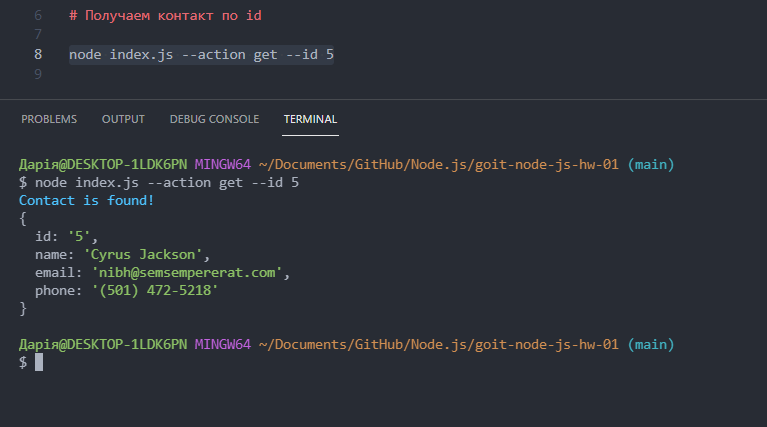 6 # Получаем контакт по id
7
8 node index.js --action get --id 5
9
PROBLEMS OUTPUT DEBUG CONSOLE TERMINAL
Дарія@DESKTOP-1LDK6PN MINGW64 ~/Documents/GitHub/Node.js/goit-node-js-hw-01 (main)
$ node index.js --action get --id 5
Contact is found!
{
  id: '5',
  name: 'Cyrus Jackson',
  email: 'nibh@semsempererat.com',
  phone: '(501) 472-5218'
}
Дарія@DESKTOP-1LDK6PN MINGW64 ~/Documents/GitHub/Node.js/goit-node-js-hw-01 (main)
$